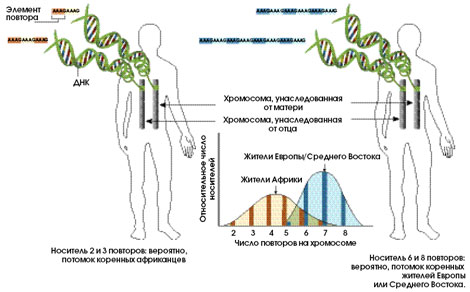 Элемент
повтора
AAAGAAAG
AAAGAAAGAAAG
ДНК
AAAGAAAGAAAGAAAGAAAGAAAG
AAAGAAAGAAAGAAAGAAAGAAAGAAAGAAAG
Хромосома, унаследованная
от матери
Хромосома, унаследованная
от отца
Относительное число
носителей
Жители Европы/Среднего Востока
Жители Африки
2 3 4 5 6 7 8
Число повторов на хромосоме
Носитель 2 и 3 повторов: вероятно,
потомок коренных африканцев
Носитель 6 и 8 повторов:
вероятно, потомок коренных
жителей Европы
или Среднего Востока.